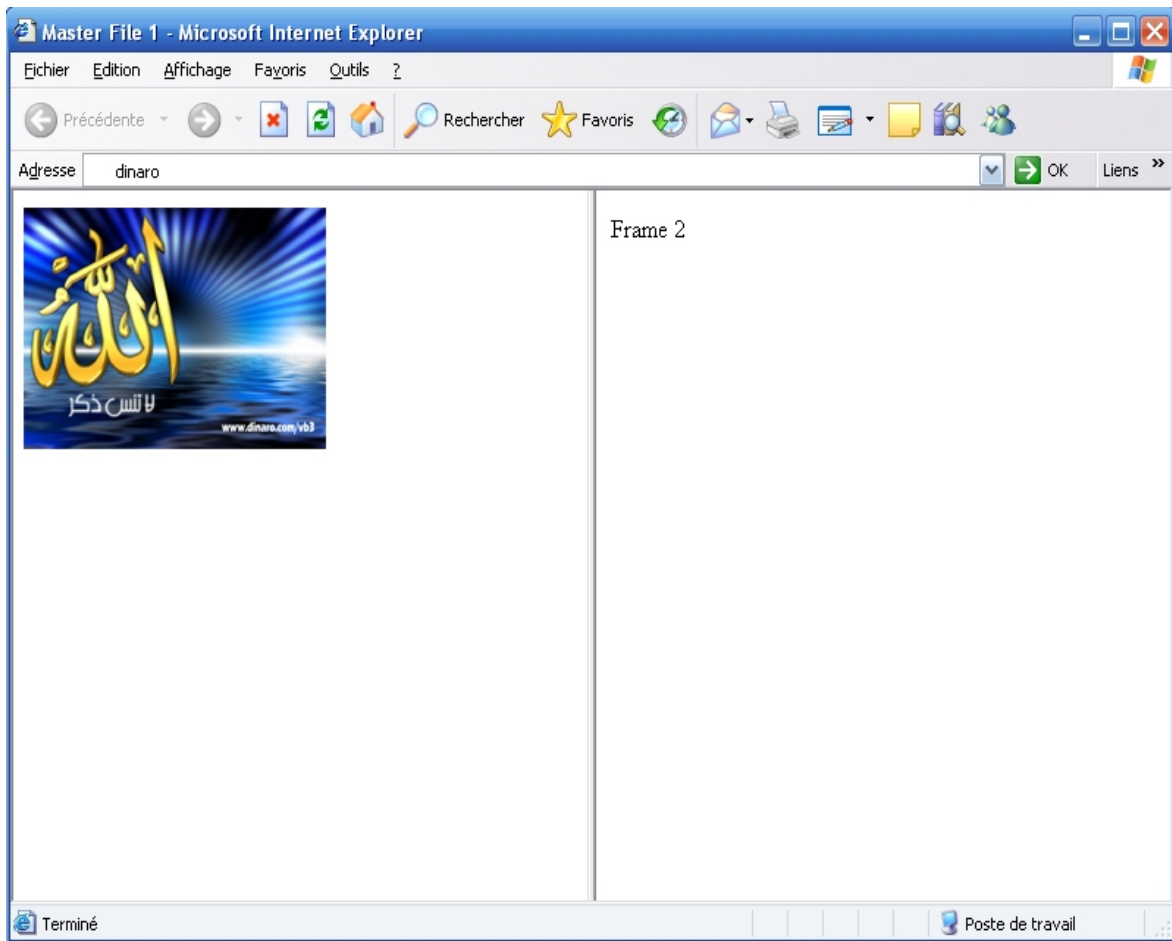 Master File 1 - Microsoft Internet Explorer
Fichier Edition Affichage Favoris Outils ?
Précédente Rechercher Favoris
Adresse dinaro OK Liens »
الله
لا تنس ذكر
www.dinaro.com/vb3
Frame 2
Terminé Poste de travail